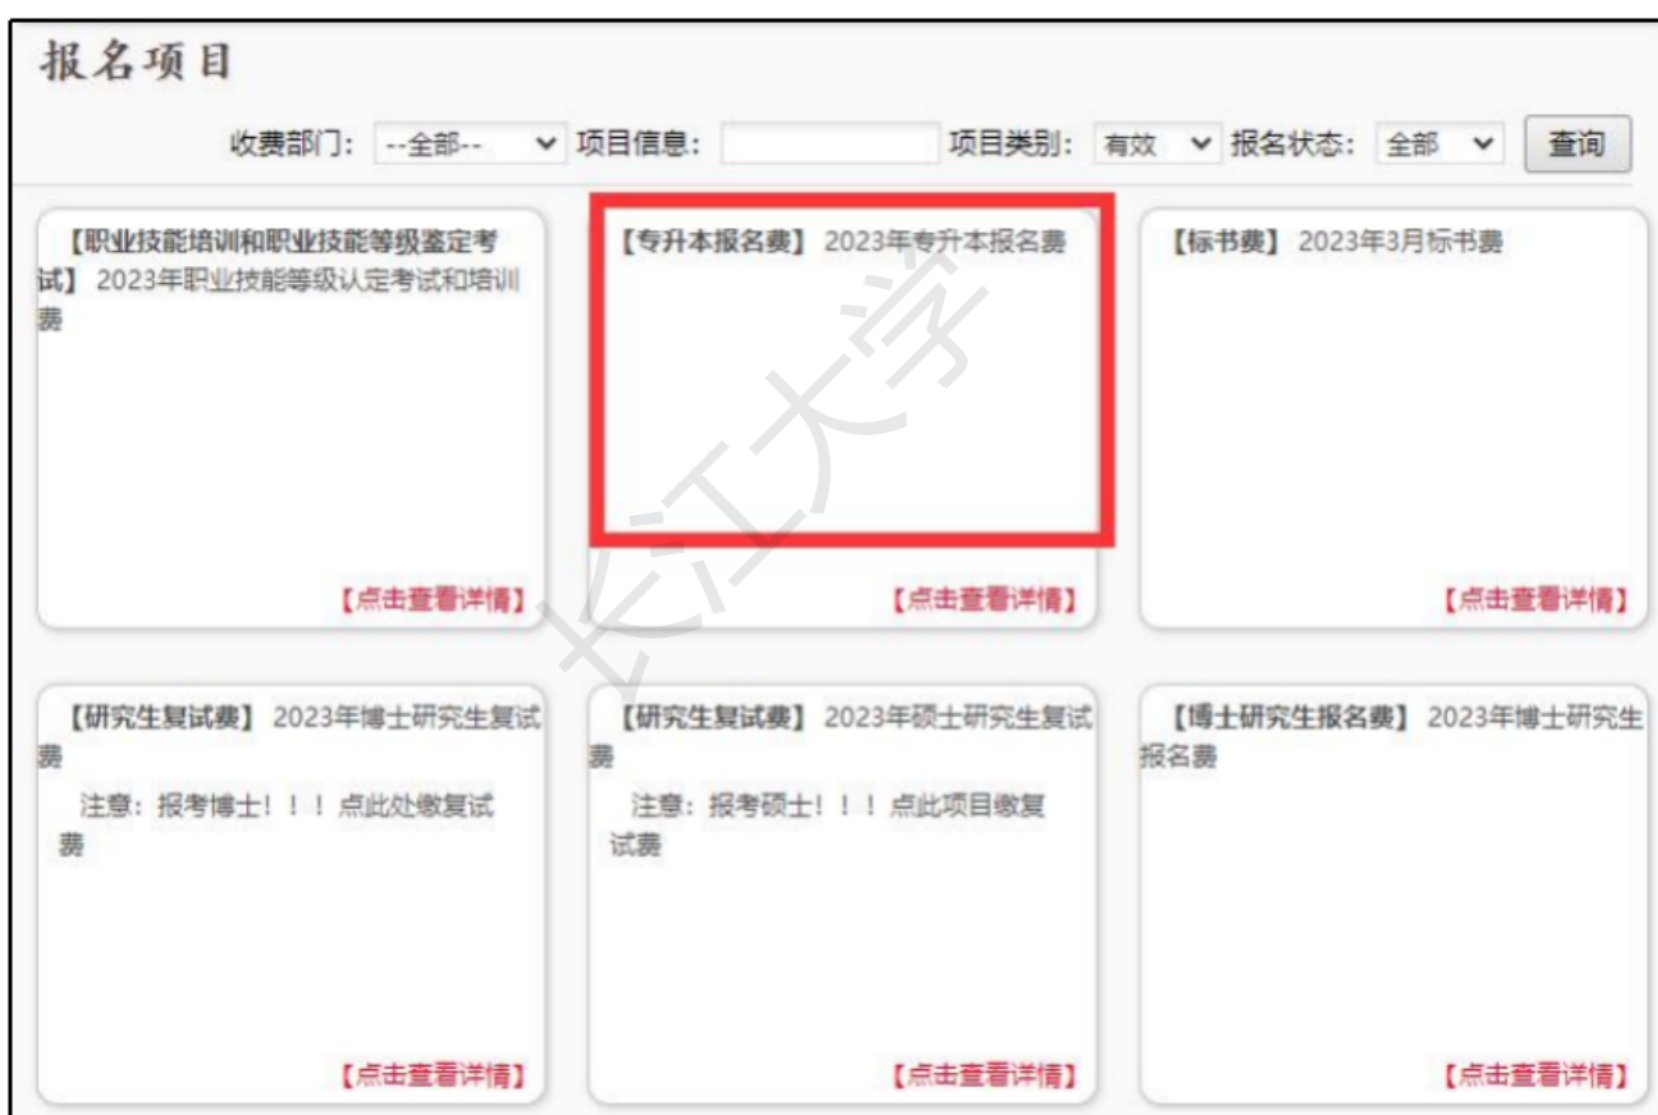 报名项目
收费部门： --全部-- 项目信息： 项目类别： 有效 报名状态： 全部 查询
【职业技能培训和职业技能等级鉴定考
试】 2023年职业技能等级认定考试和培训
费
【点击查看详情】
【专升本报名费】 2023年专升本报名费
【点击查看详情】
【标书费】 2023年3月标书费
【点击查看详情】
长江大学
【研究生复试费】 2023年博士研究生复试
费
注意：报考博士！！！点此处缴复试
费
【点击查看详情】
【研究生复试费】 2023年硕士研究生复试
费
注意：报考硕士！！！点此项目缴复
试费
【点击查看详情】
【博士研究生报名费】 2023年博士研究生
报名费
【点击查看详情】